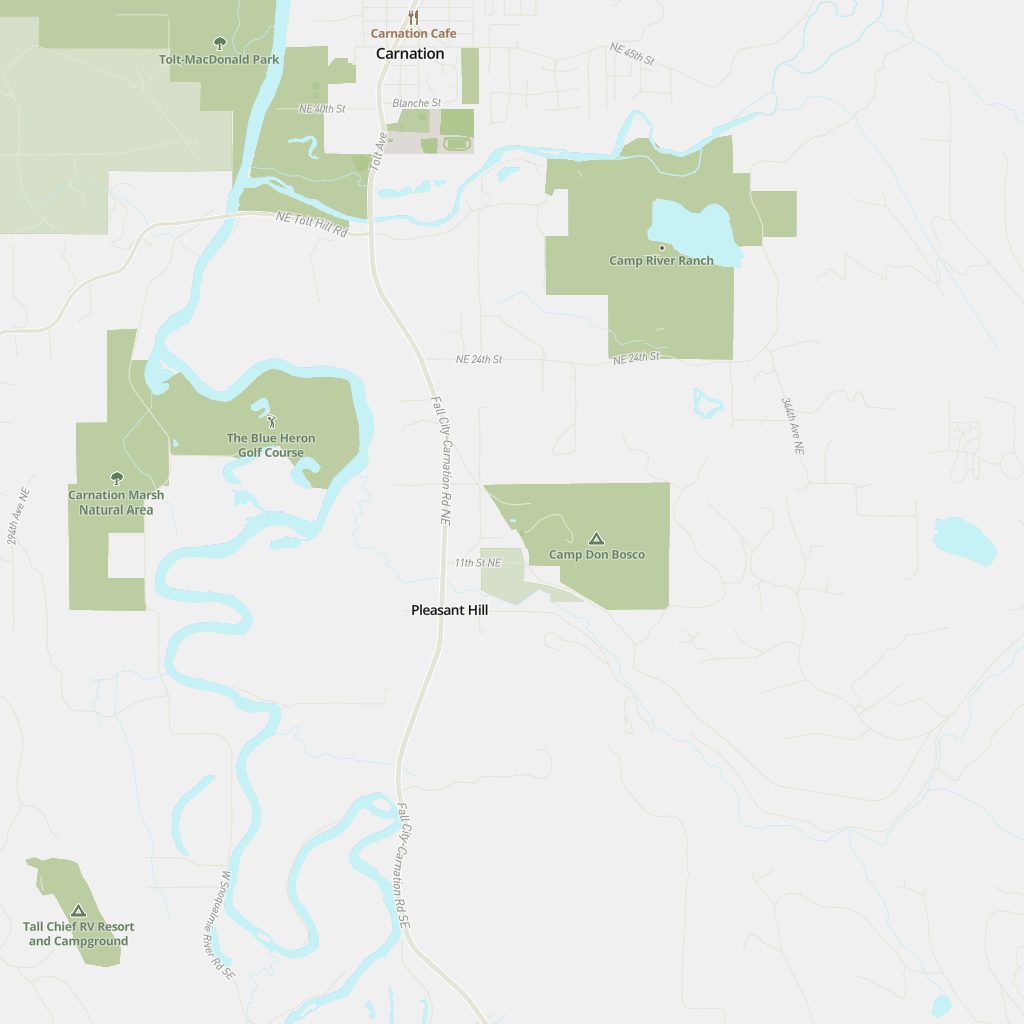 Carnation Cafe
Carnation
NE 45th St
Tolt-MacDonald Park
NE 40th St
Blanche St
Tolt Ave
NE Tolt Hill Rd
Camp River Ranch
NE 24th St
NE 24th St
344th Ave NE
Fall City-Carnation Rd NE
The Blue Heron
Golf Course
Carnation Marsh
Natural Area
294th Ave NE
Camp Don Bosco
11th St NE
Pleasant Hill
Fall City-Carnation Rd SE
W Snoqualmie River Rd SE
Tall Chief RV Resort
and Campground